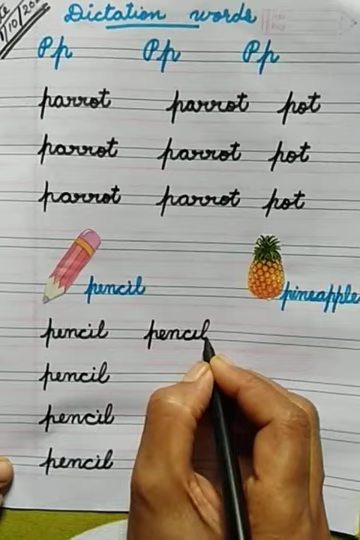 Dictation words
Pp Pp Pp
parrot parrot pot
parrot parrot pot
parrot parrot pot
pencil pineapple
pencil pencil
pencil
pencil
pencil